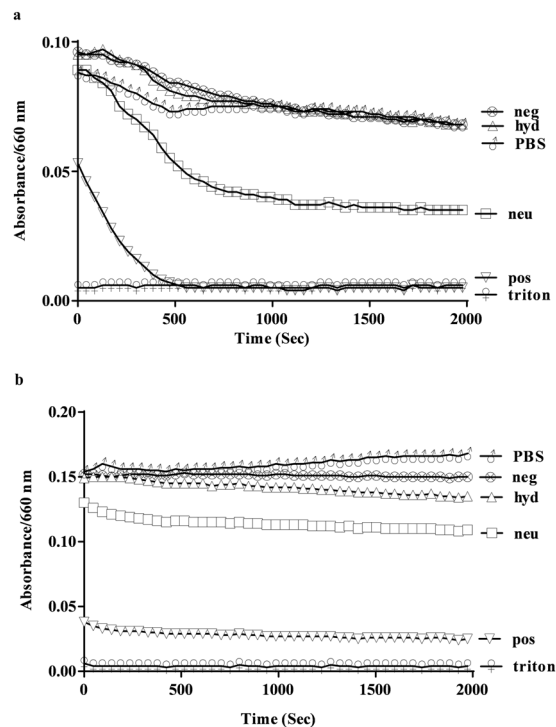 a
Absorbance/660 nm
0.10
0.05
0.00
0 500 1000 1500 2000
Time (Sec)
neg
hyd
PBS
neu
pos
triton
b
Absorbance/660 nm
0.20
0.15
0.10
0.05
0.00
0 500 1000 1500 2000
Time (Sec)
PBS
neg
hyd
neu
pos
triton